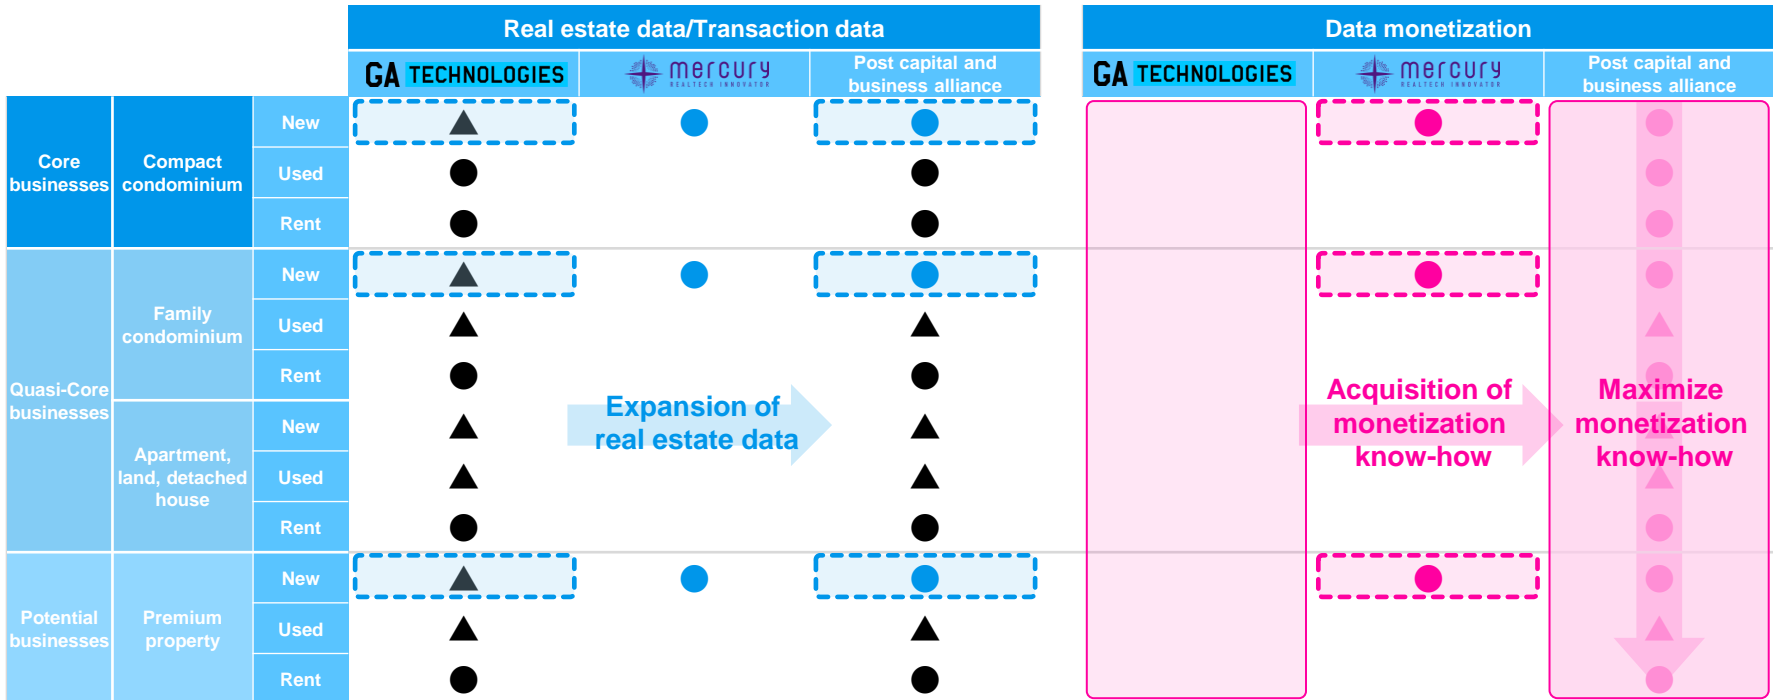 Real estate data/Transaction data
Data monetization
GA TECHNOLOGIES
mercury
REALTECH INNOVATOR
Post capital and
business alliance
GA TECHNOLOGIES
mercury
REALTECH INNOVATOR
Post capital and
business alliance
Core
businesses
Compact
condominium
New
Used
Rent
Quasi-Core
businesses
Family
condominium
New
Used
Rent
Apartment,
land, detached
house
New
Used
Rent
Expansion of
real estate data
Acquisition of
monetization
know-how
Maximize
monetization
know-how
Potential
businesses
Premium
property
New
Used
Rent